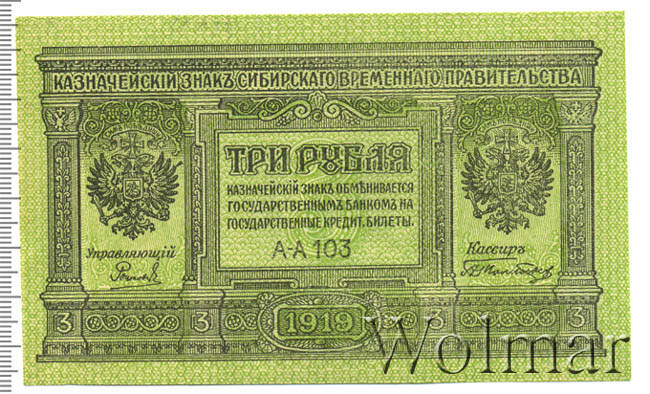 КАЗНАЧЕЙСКІЙ ЗНАКЪ СИБИРСКАГО ВРЕМЕННАГО ПРАВИТЕЛЬСТВА
ТРИ РУБЛЯ
КАЗНАЧЕЙСКІЙ ЗНАКЪ ОБМѢНИВАЕТСЯ
ГОСУДАРСТВЕННЫМЪ БАНКОМЪ НА
ГОСУДАРСТВЕННЫЕ КРЕДИТ. БИЛЕТЫ.
А-А 103
Управляющій
Кассиръ
3 3 1919 3 3
Wolmar